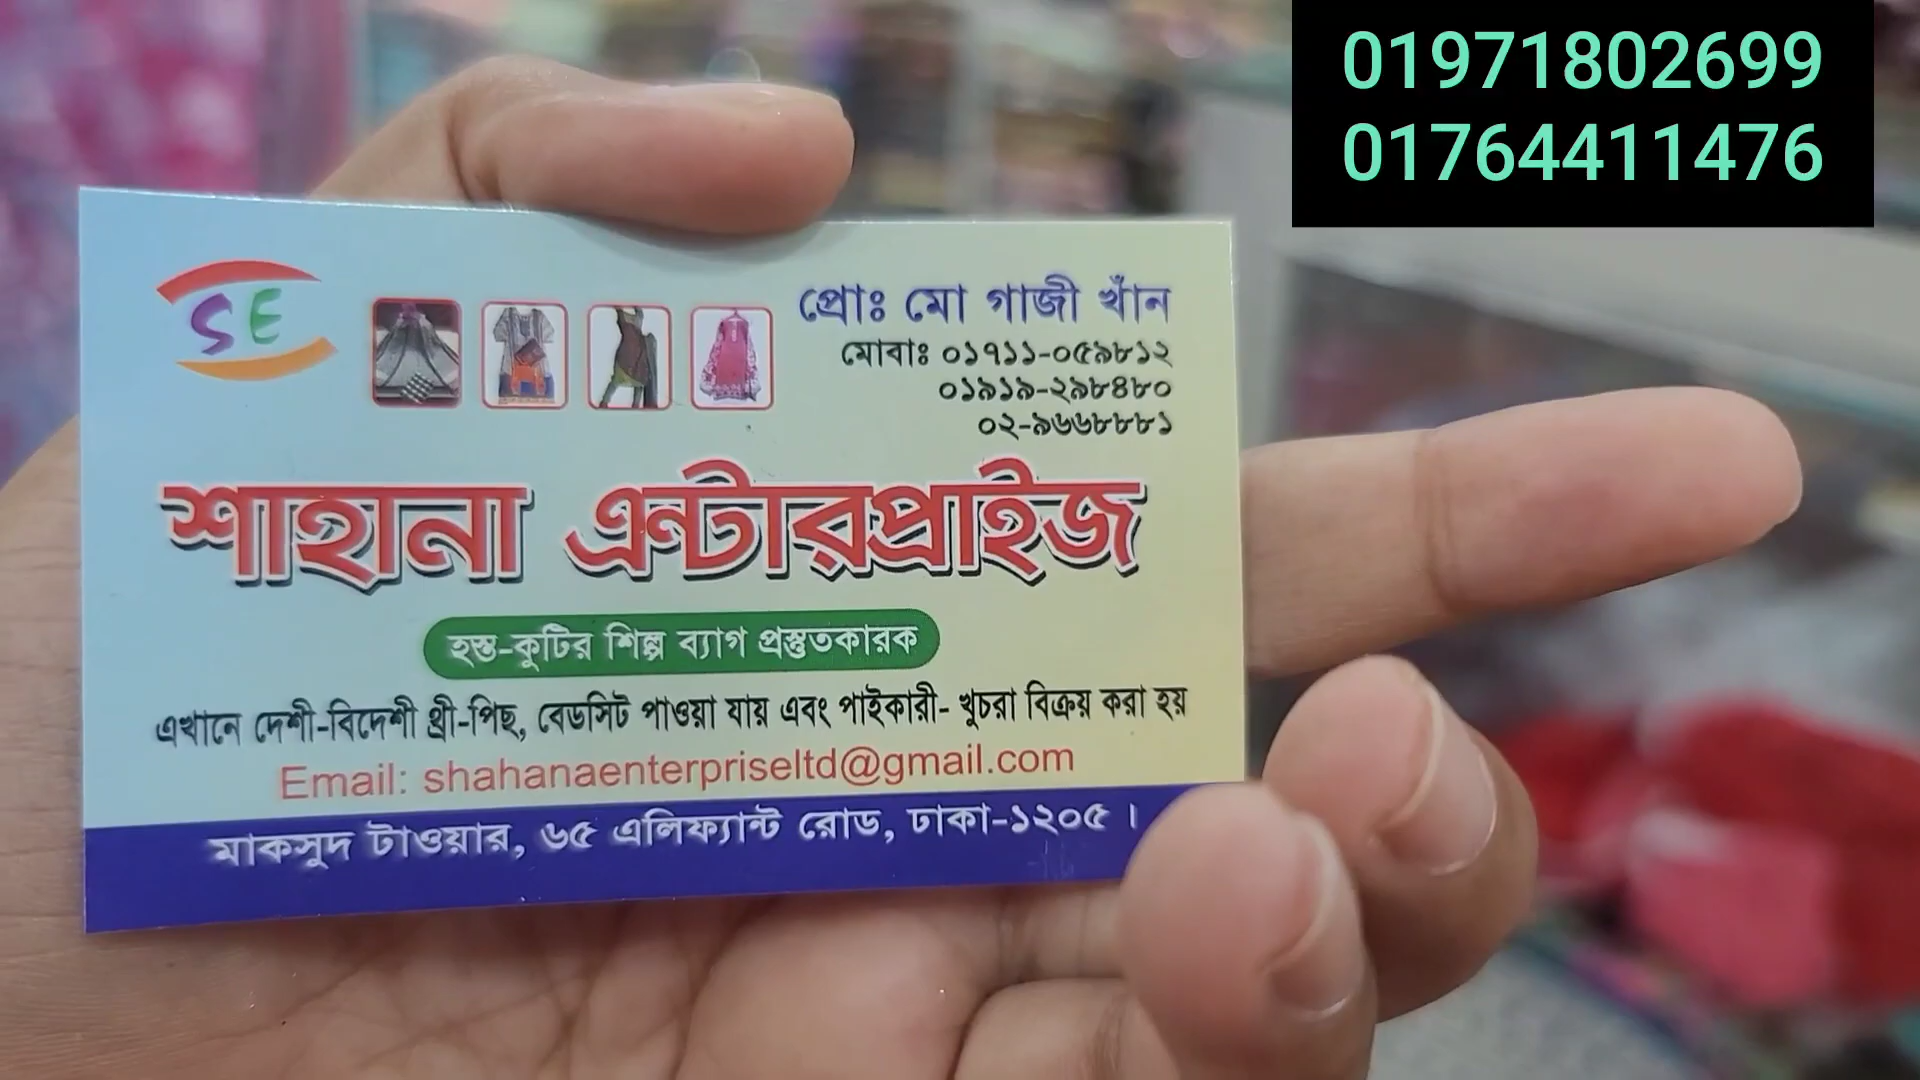 01971802699
01764411476
SE
প্রোঃ মো গাজী খাঁন
মোবাঃ ০১৭১১-০৫৯৮১২
০১৯১৯-২৯৮৪৮০
০২-৯৬৬৮৮৮১
শাহানা এন্টারপ্রাইজ
হস্ত-কুটির শিল্প ব্যাগ প্রস্তুতকারক
এখানে দেশী-বিদেশী থ্রী-পিছ, বেডসিট পাওয়া যায় এবং পাইকারী- খুচরা বিক্রয় করা হয়
Email: shahanaenterpriseltd@gmail.com
মাকসুদ টাওয়ার, ৬৫ এলিফ্যান্ট রোড, ঢাকা-১২০৫ ।